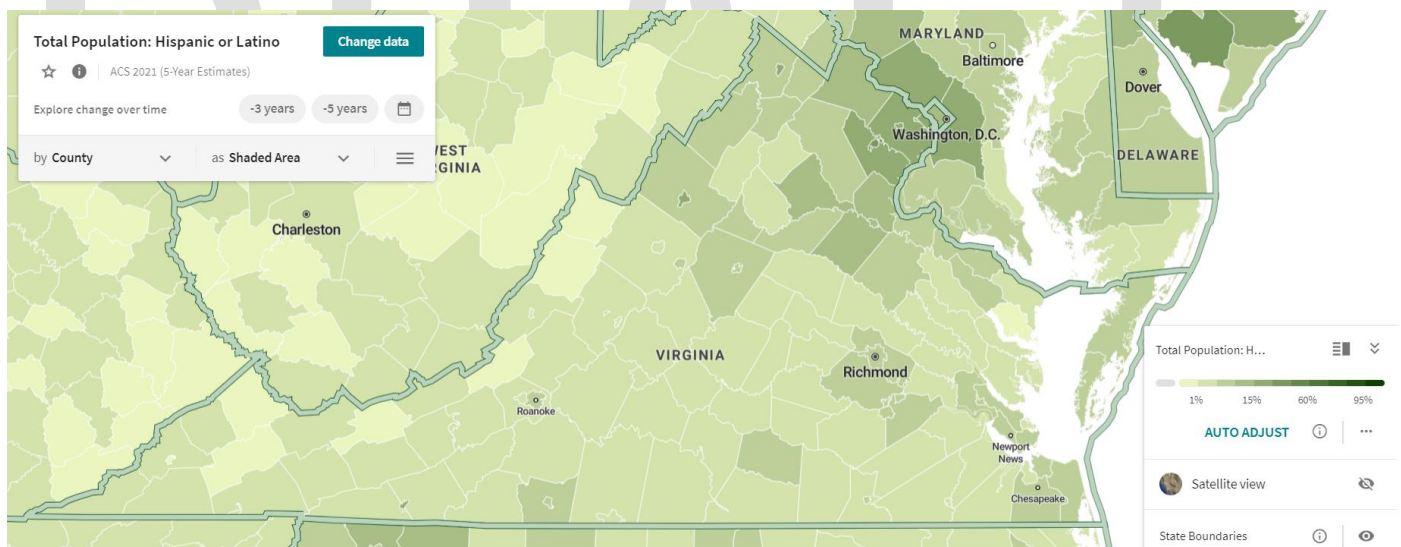 Total Population: Hispanic or Latino
Change data
ACS 2021 (5-Year Estimates)
Explore change over time
-3 years
-5 years
by County
as Shaded Area
MARYLAND
Baltimore
Dover
Washington, D.C.
DELAWARE
EST
GINIA
Charleston
VIRGINIA
Richmond
Roanoke
Newport
News
Chesapeake
Total Population: H...
1% 15% 60% 95%
AUTO ADJUST
Satellite view
State Boundaries